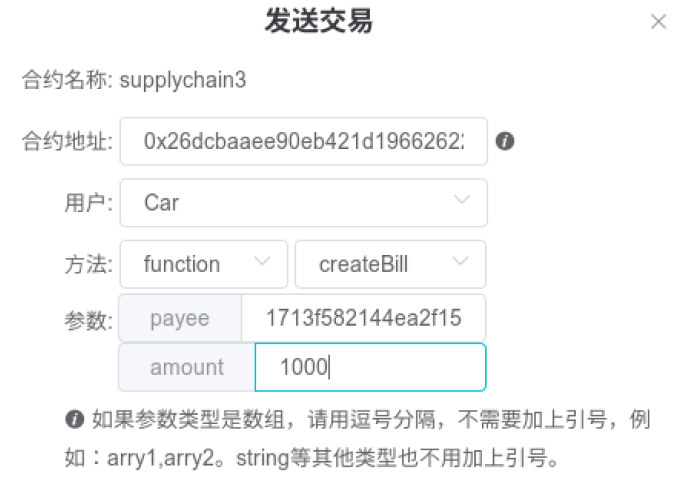 发送交易
合约名称: supplychain3
合约地址: 0x26dcbaaee90eb421d19662622
用户: Car
方法: function createBill
参数: payee 1713f582144ea2f15
amount 1000
如果参数类型是数组，请用逗号分隔，不需要加上引号，例
如：arry1,arry2。string等其他类型也不用加上引号。